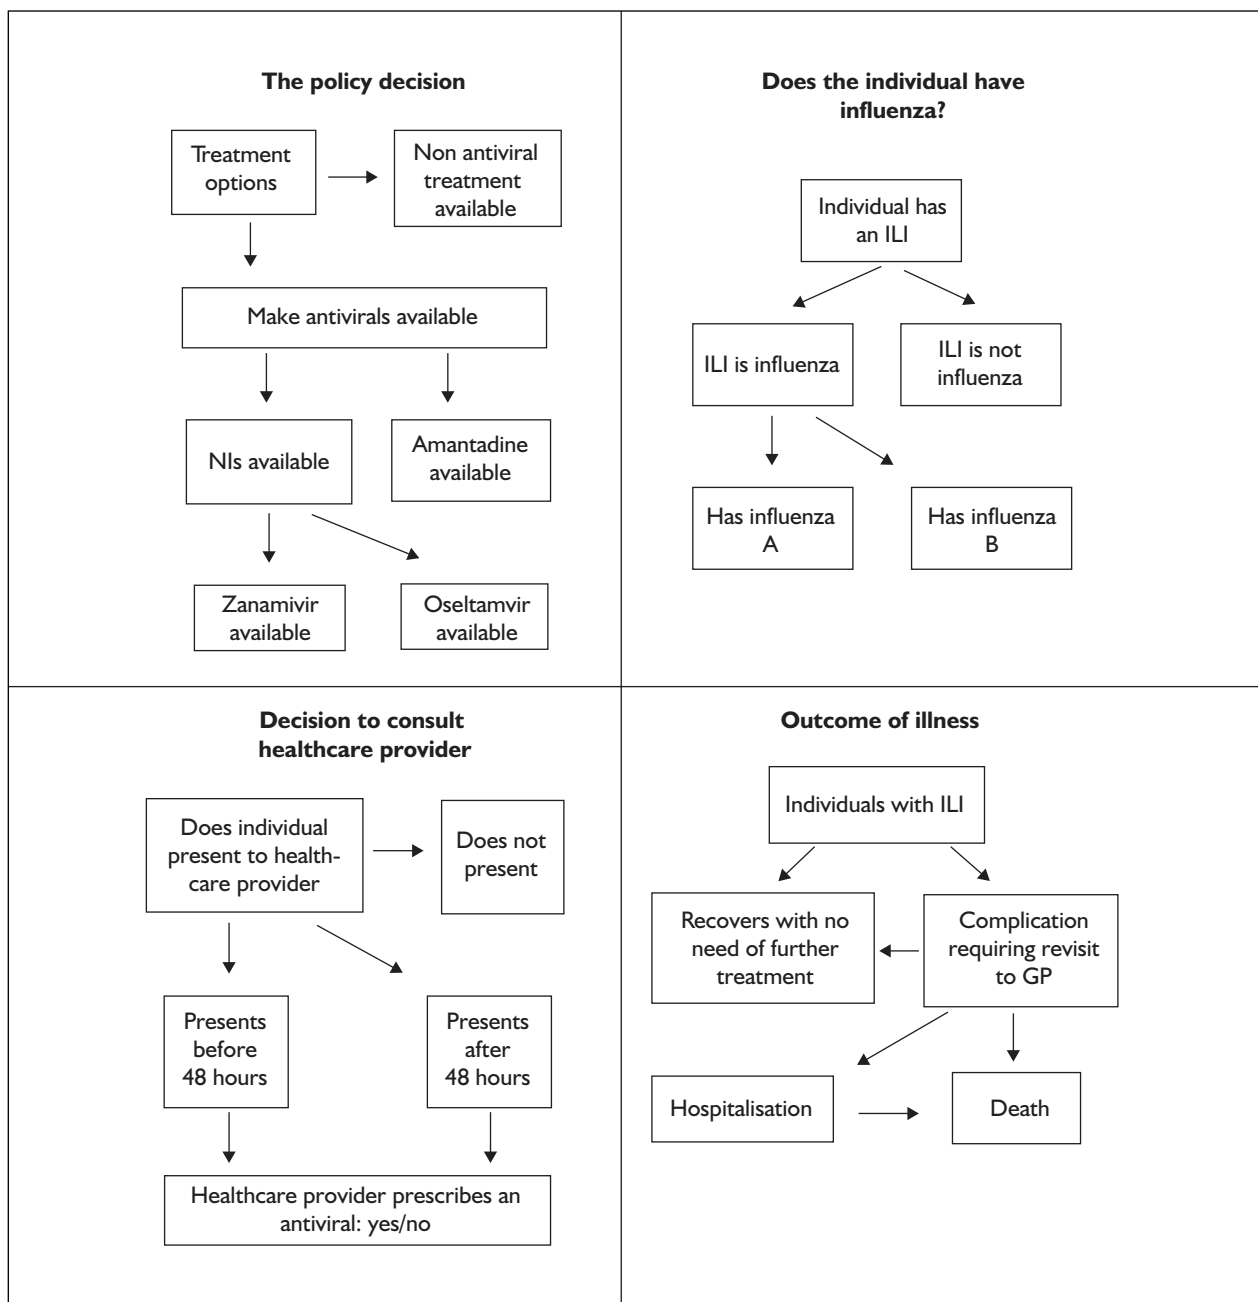 The policy decision
Treatment
options
Non antiviral
treatment
available
Make antivirals available
NIs available
Amantadine
available
Zanamivir
available
Oseltamvir
available
Does the individual have
influenza?
Individual has
an ILI
ILI is influenza
ILI is not
influenza
Has influenza
A
Has influenza
B
Decision to consult
healthcare provider
Does individual
present to health-
care provider
Does not
present
Presents
before
48 hours
Presents
after
48 hours
Healthcare provider prescribes an
antiviral: yes/no
Outcome of illness
Individuals with ILI
Recovers with no
need of further
treatment
Complication
requiring revisit
to GP
Hospitalisation
Death